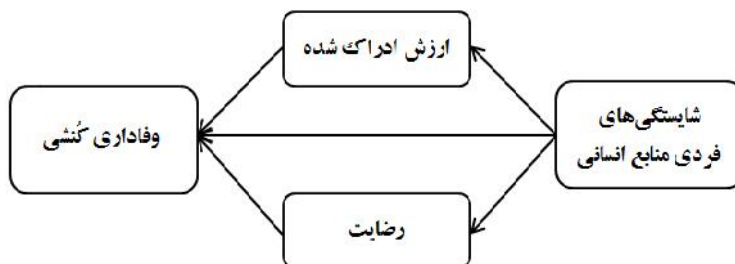 ارزش ادراک شده
شایستگی‌های
فردی منابع انسانی
وفاداری کُنشی
رضایت